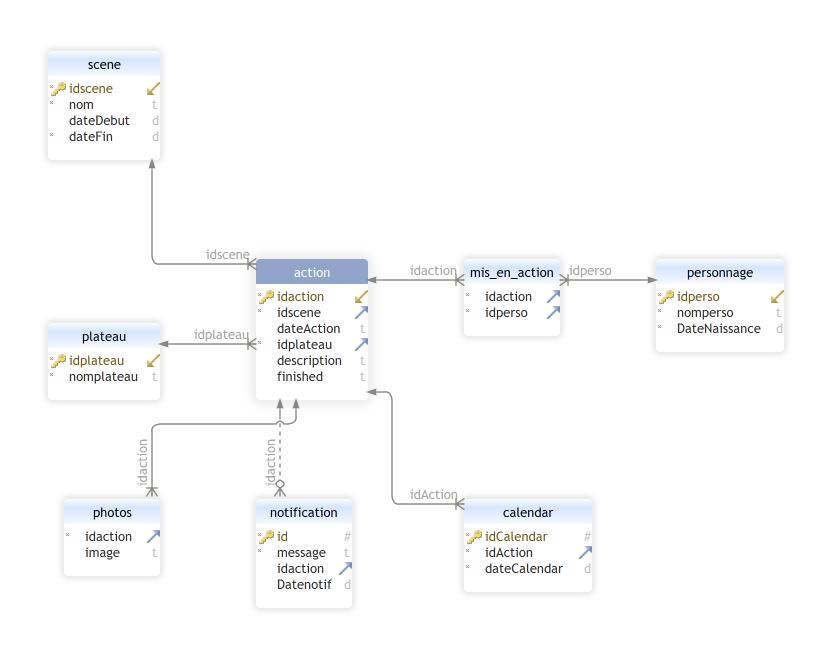 scene
* idscene
* nom t
dateDebut d
* dateFin d
idscene
action
* idaction
* idscene
dateAction t
* idplateau
description t
finished t
idaction
mis_en_action
* idaction
* idperso
idperso
personnage
* idperso
* nomperso t
* DateNaissance d
idplateau
plateau
* idplateau
* nomplateau t
idaction
photos
* idaction
image t
idaction
notification
* id #
* message t
idaction
Datenotif d
idAction
calendar
* idCalendar #
* idAction
* dateCalendar d